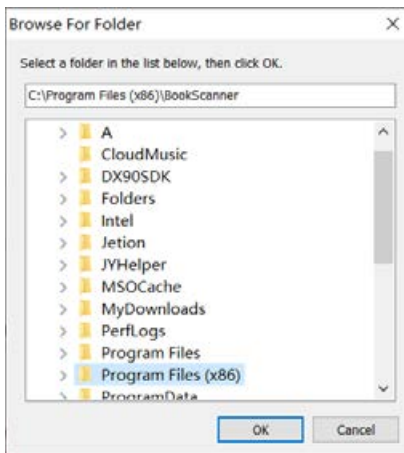 Browse For Folder
Select a folder in the list below, then click OK.
C:\Program Files (x86)\BookScanner
A
CloudMusic
DX90SDK
Folders
Intel
Jetion
JYHelper
MSOCache
MyDownloads
PerfLogs
Program Files
Program Files (x86)
ProgramData
OK Cancel